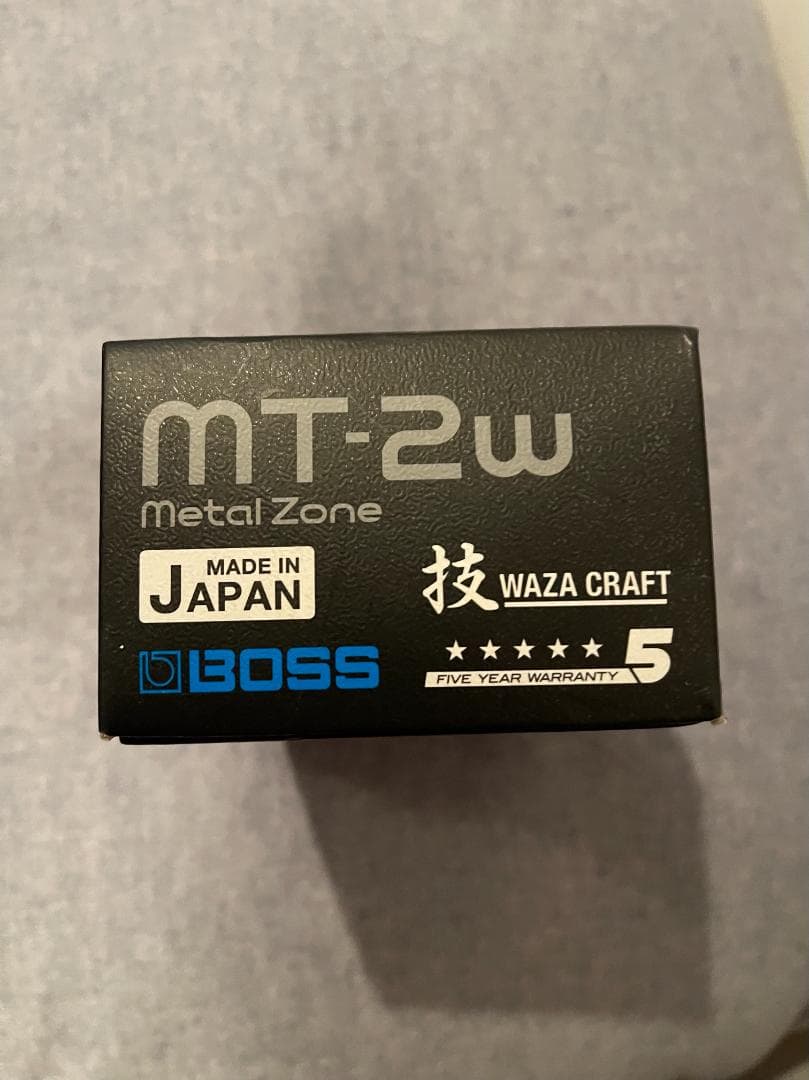 MT-2w
Metal Zone
MADE IN
JAPAN
技 WAZA CRAFT
BOSS
5
FIVE YEAR WARRANTY